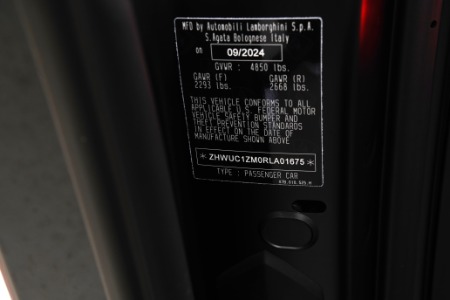 MFD by Automobili Lamborghini S.p.A.
S.Agata Bolognese Italy
on 09/2024
GVWR : 4850 lbs.
GAWR (F) GAWR (R)
2293 lbs. 2668 lbs.
THIS VEHICLE CONFORMS TO ALL
APPLICABLE U.S. FEDERAL MOTOR
VEHICLE SAFETY BUMPER AND
THEFT PREVENTION STANDARDS
IN EFFECT ON THE DATE OF
MANUFACTURE SHOWN ABOVE
*ZHWUC1ZM0RLA01675*
TYPE : PASSENGER CAR